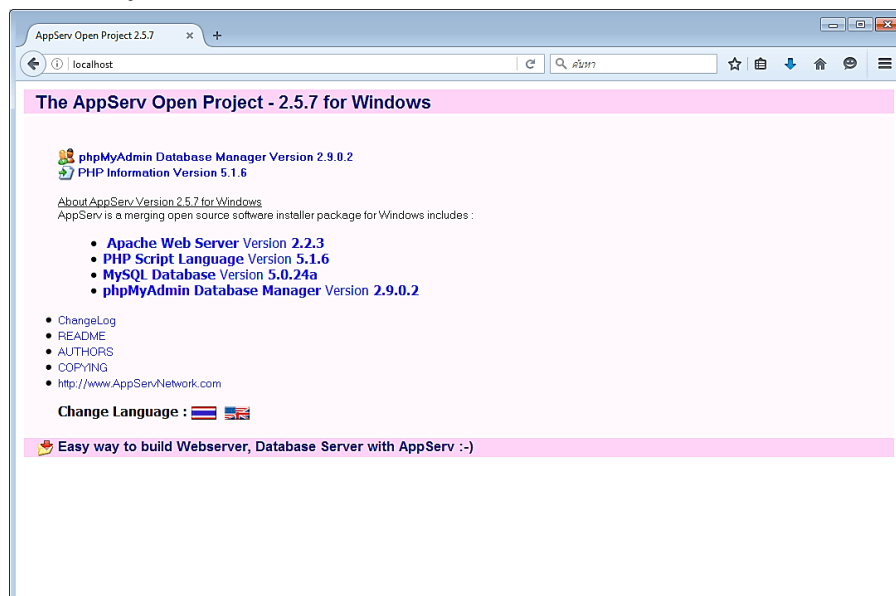 AppServ Open Project 2.5.7
localhost
ค้นหา
The AppServ Open Project - 2.5.7 for Windows
phpMyAdmin Database Manager Version 2.9.0.2
PHP Information Version 5.1.6
About AppServ Version 2.5.7 for Windows
AppServ is a merging open source software installer package for Windows includes :
Apache Web Server Version 2.2.3
PHP Script Language Version 5.1.6
MySQL Database Version 5.0.24a
phpMyAdmin Database Manager Version 2.9.0.2
ChangeLog
README
AUTHORS
COPYING
http://www.AppServNetwork.com
Change Language :
Easy way to build Webserver, Database Server with AppServ :-)